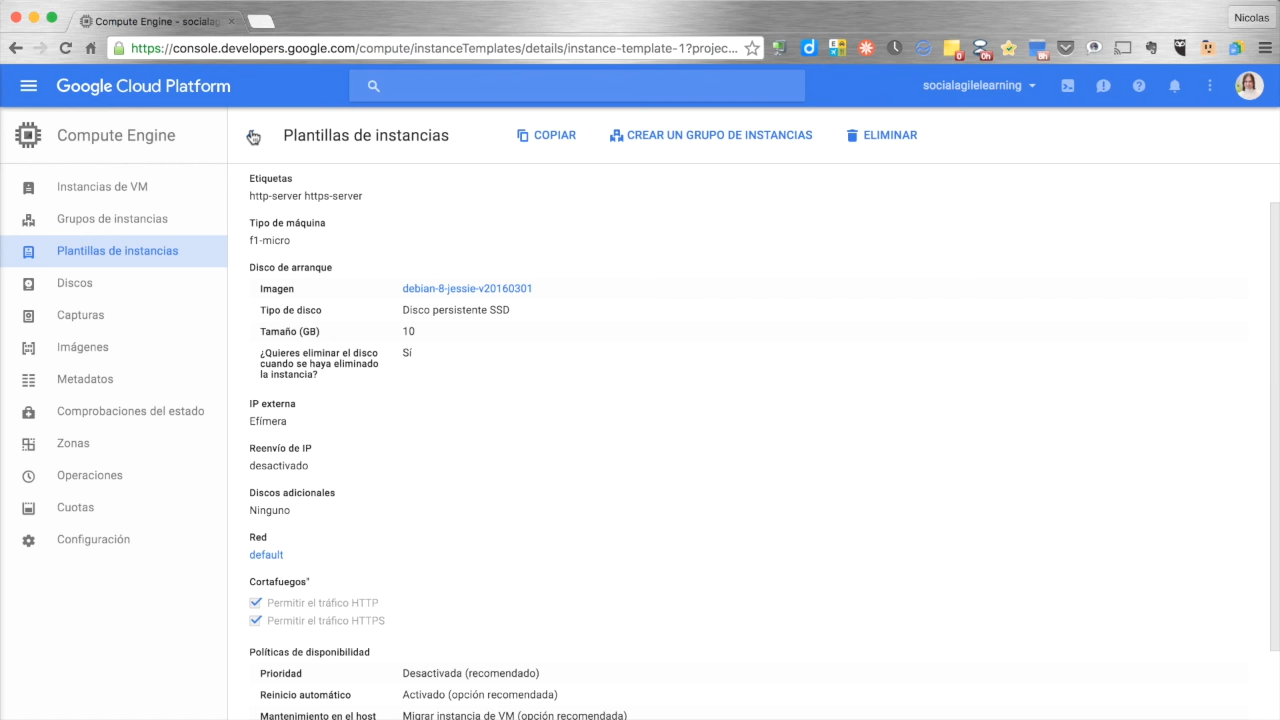 Compute Engine - socialag
Nicolas
https://console.developers.google.com/compute/instanceTemplates/details/instance-template-1?projec...
0
0h
8h
Google Cloud Platform
socialagilelearning
Compute Engine
Plantillas de instancias
COPIAR
CREAR UN GRUPO DE INSTANCIAS
ELIMINAR
Instancias de VM
Grupos de instancias
Plantillas de instancias
Discos
Capturas
Imágenes
Metadatos
Comprobaciones del estado
Zonas
Operaciones
Cuotas
Configuración
Etiquetas
http-server https-server
Tipo de máquina
f1-micro
Disco de arranque
Imagen debian-8-jessie-v20160301
Tipo de disco Disco persistente SSD
Tamaño (GB) 10
¿Quieres eliminar el disco Sí
cuando se haya eliminado
la instancia?
IP externa
Efímera
Reenvío de IP
desactivado
Discos adicionales
Ninguno
Red
default
Cortafuegos"
Permitir el tráfico HTTP
Permitir el tráfico HTTPS
Políticas de disponibilidad
Prioridad Desactivada (recomendado)
Reinicio automático Activado (opción recomendada)
Mantenimiento en el host Migrar instancia de VM (opción recomendada)